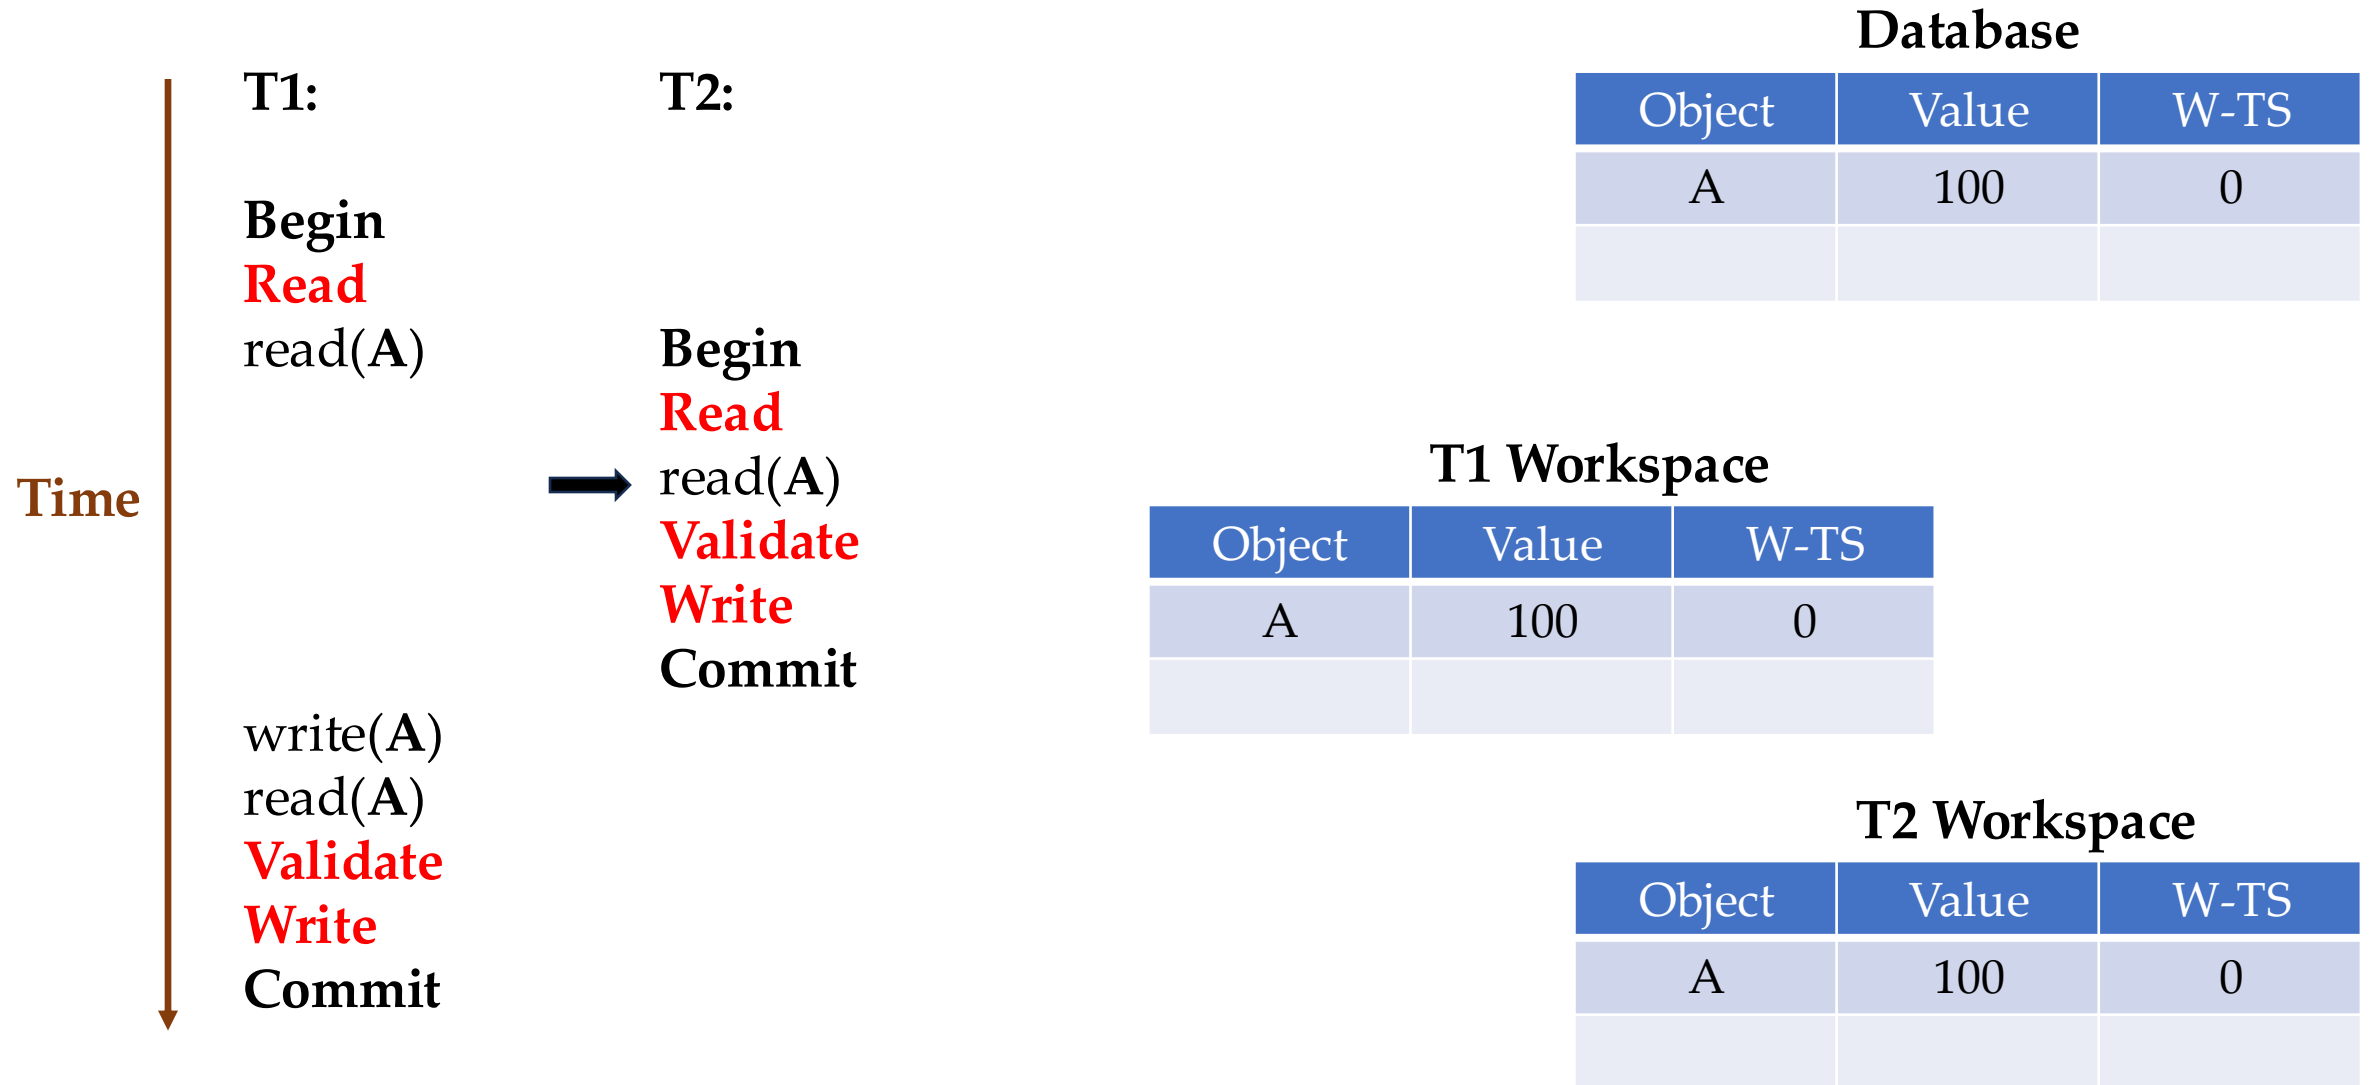 Time
T1:
Begin
Read
read(A)
write(A)
read(A)
Validate
Write
Commit
T2:
Begin
Read
read(A)
Validate
Write
Commit
Database
Object Value W-TS
A 100 0
T1 Workspace
Object Value W-TS
A 100 0
T2 Workspace
Object Value W-TS
A 100 0